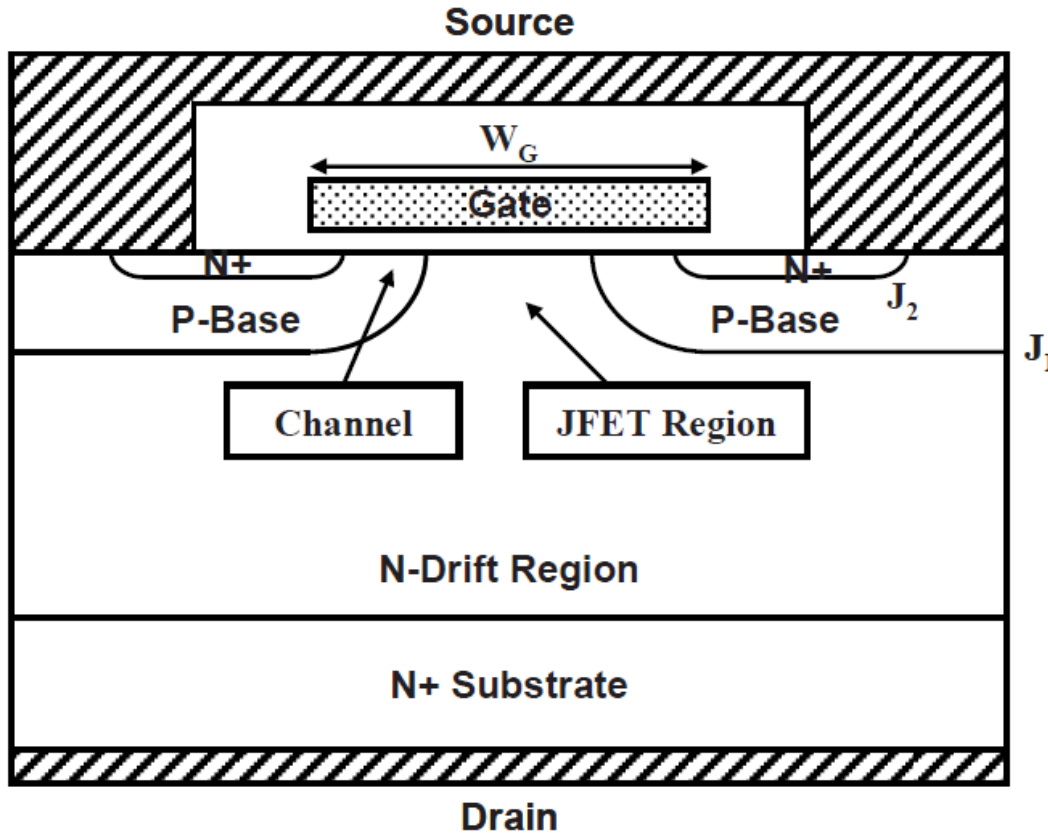 Source
W_G
Gate
N+
N+
P-Base
P-Base
J_2
J_1
Channel
JFET Region
N-Drift Region
N+ Substrate
Drain